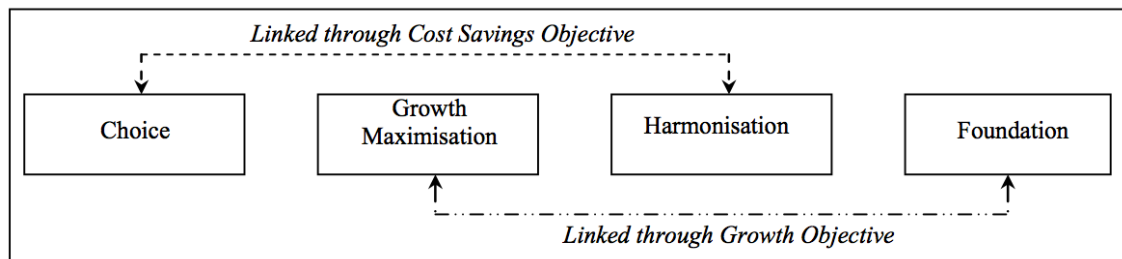 Linked through Cost Savings Objective
Choice
Growth
Maximisation
Harmonisation
Foundation
Linked through Growth Objective